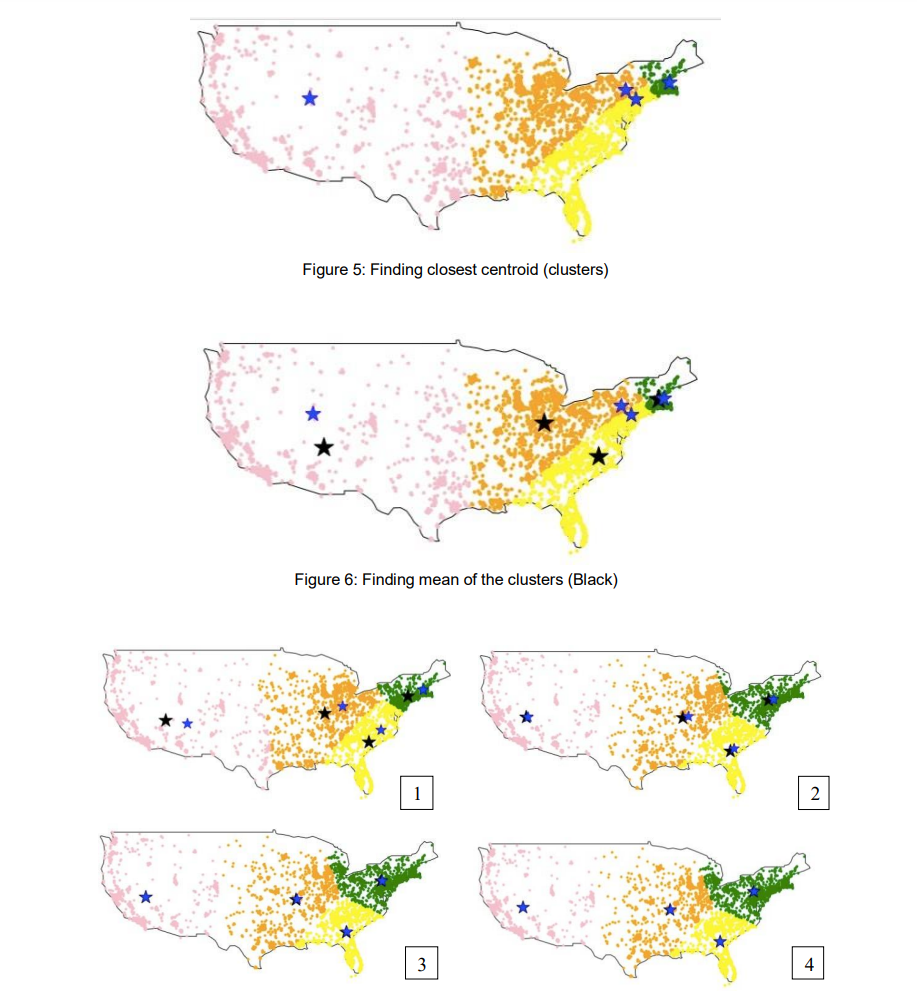 Figure 5: Finding closest centroid (clusters)
Figure 6: Finding mean of the clusters (Black)
1
2
3
4